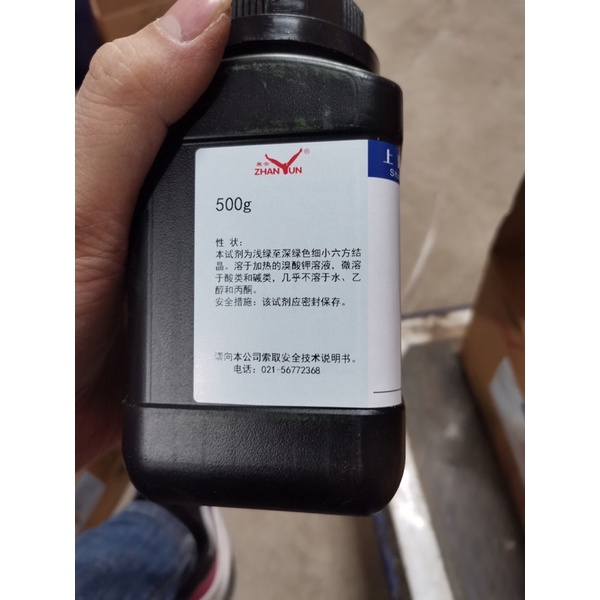 展云
ZHANYUN
®
500g
上
Sh
性 状:
本试剂为浅绿至深绿色细小六方结
晶。溶于加热的溴酸钾溶液，微溶
于酸类和碱类，几乎不溶于水、乙
醇和丙酮。
安全措施：该试剂应密封保存。
请向本公司索取安全技术说明书。
电话：021-56772368